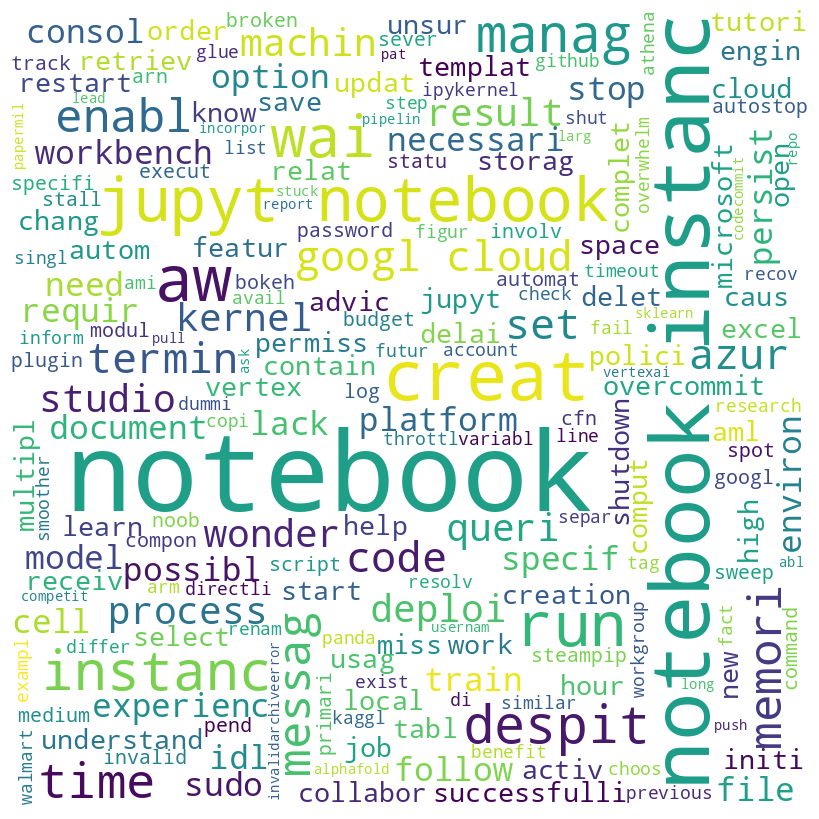 broken
unsur
tutori
consol
order
machin
sever
manag
instanc
athena
engin
glue
pat
track
retriev
arn
templat
github
restart
option
updat
ipykernel
stop
cloud
lead
save
result
autostop
papermil
enabl
know
step
shut
incorpor
wai
pipelin
necessari
larg
complet
overwhelm
microsoft
codecommit
persist
open
repo
workbench
list
execut
relat
statu
storag
specifi
stuck
stall
jupyt notebook
report
chang
password
figur
involv
singl
autom
featur
googl cloud
space
need
ami
aw
bokeh
automat
timeout
recov
avail
advic
jupyt
check
delet
caus
requir
kernel
budget
sklearn
inform
modul
pull
permiss
delai
set
fail
excel
futur
account
polici
azur
plugin
termin
ask
contain
creat
vertexai
studio
dummi
vertex
log
overcommit
document
copi
lack
platform
cfn
research
multipl
throttl
variabl
line
shutdown
aml
spot
notebook
notebook
environ
smoother
comput
googl
learn
noob
wonder
help
queri
separ
high
model
compon
possibl
code
specif
tag
sweep
abl
receiv
script
resolv
competit
arm
directli
start
creation
process
deploi
run
memori
cell
select
renam
panda
usernam
fact
command
differ
messag
miss
work
workgroup
new
exampl
instanc
usag
steampip
train
hour
long
experienc
primari
exist
di
similar
medium
local
despit
push
pend
kaggl
tabl
understand
invalid
invalidarchiveerror
job
benefit
initi
walmart
idl
alphafold
follow
activ
choos
time
sudo
collabor
successfulli
previous
file